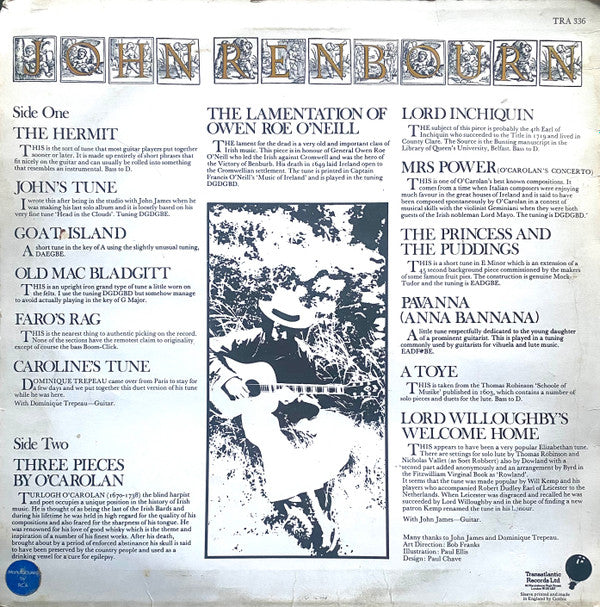 TRA 336
JOHN RENBOURN
Side One
THE HERMIT
THIS is the sort of tune that most guitar players put together
sooner or later. It is made up entirely of short phrases that
fit nicely on the guitar and can usually be rolled into something
that resembles an instrumental. Bass to D.
JOHN'S TUNE
I wrote this after being in the studio with John James when he
was making his last solo album and it is loosely based on his
very fine tune 'Head in the Clouds'. Tuning DGDGBE.
GOAT ISLAND
A short tune in the key of A using the slightly unusual tuning,
DAEGBE.
OLD MAC BLADGITT
THIS is an upright iron grand type of tune a little worn on
the felts. I use the tuning DGDGBD but somehow manage
to avoid actually playing in the key of G Major.
FARO'S RAG
THIS is the nearest thing to authentic picking on the record.
None of the sections have the remotest claim to originality
except of course the bass Boom-Click.
CAROLINE'S TUNE
DOMINIQUE TREPEAU came over from Paris to stay for
a few days and we put together this duet version of his tune
while he was here.
With Dominique Trepeau—Guitar.
Side Two
THREE PIECES
BY O'CAROLAN
TURLOGH O'CAROLAN (1670-1738) the blind harpist
and poet occupies a unique position in the history of Irish
music. He is thought of as being the last of the Irish Bards and
during his lifetime he was held in high regard for the quality of his
compositions and also feared for the sharpness of his tongue. He
was renowned for his love of good whisky which is the theme and
inspiration of a number of his finest works. After his death,
brought about by a period of enforced abstinance his skull is said
to have been preserved by the country people and used as a
drinking vessel for a cure for epilepsy.
manufactured
by
RCA
THE LAMENTATION OF
OWEN ROE O'NEILL
THE lament for the dead is a very old and important class of
Irish music. This piece is in honour of General Owen Roe
O'Neill who led the Irish against Cromwell and was the hero of
the Victory of Benburb. His death in 1649 laid Ireland open to
the Cromwellian settlement. The tune is printed in Captain
Francis O'Neill's 'Music of Ireland' and is played in the tuning
DGDGBD.
LORD INCHIQUIN
THE subject of this piece is probably the 4th Earl of
Inchiquin who succeeded to the Title in 1719 and lived in
County Clare. The Source is the Bunting manuscript in the
Library of Queen's University, Belfast. Bass to D.
MRS POWER (O'CAROLAN'S CONCERTO)
THIS is one of O'Carolan's best known compositions. It
comes from a time when Italian composers were enjoying
much favour in the great houses of Ireland and is said to have
been composed spontaneously by O'Carolan in a contest of
musical skills with the violinist Geminiani when they were both
guests of the Irish nobleman Lord Mayo. The tuning is DGDGBD.
THE PRINCESS AND
THE PUDDINGS
THIS is a short tune in E Minor which is an extension of a
45 second background piece commissioned by the makers
of some famous fruit pies. The construction is genuine Mock-
Tudor and the tuning is EADGBE.
PAVANNA
(ANNA BANNANA)
A little tune respectfully dedicated to the young daughter
of a prominent guitarist. This is played in a tuning
commonly used by guitarists for vihuela and lute music.
EADF#BE.
A TOYE
THIS is taken from the Thomas Robinson 'Schoole of
Musike' published in 1603, which contains a number of
solo pieces and duets for the lute. Bass to D.
LORD WILLOUGHBY'S
WELCOME HOME
THIS appears to have been a very popular Elizabethan tune.
There are settings for solo lute by Thomas Robinson and
Nicholas Vallet (as Soet Robbert) also by Dowland with a
second part added anonymously and an arrangement by Byrd in
the Fitzwilliam Virginal Book as 'Rowland'.
It seems that the tune was made popular by Will Kemp and his
players who accompanied Robert Dudley Earl of Leicester to the
Netherlands. When Leicester was disgraced and recalled he was
succeeded by Lord Willoughby and in the hope of finding a new
patron Kemp renamed the tune in his honour.
With John James—Guitar.
Many thanks to John James and Dominique Trepeau.
Art Direction: Bob Franks
Illustration: Paul Ellis
Design: Paul Chave
Transatlantic
Records Ltd
Sleeve printed and made
in England by Garrod